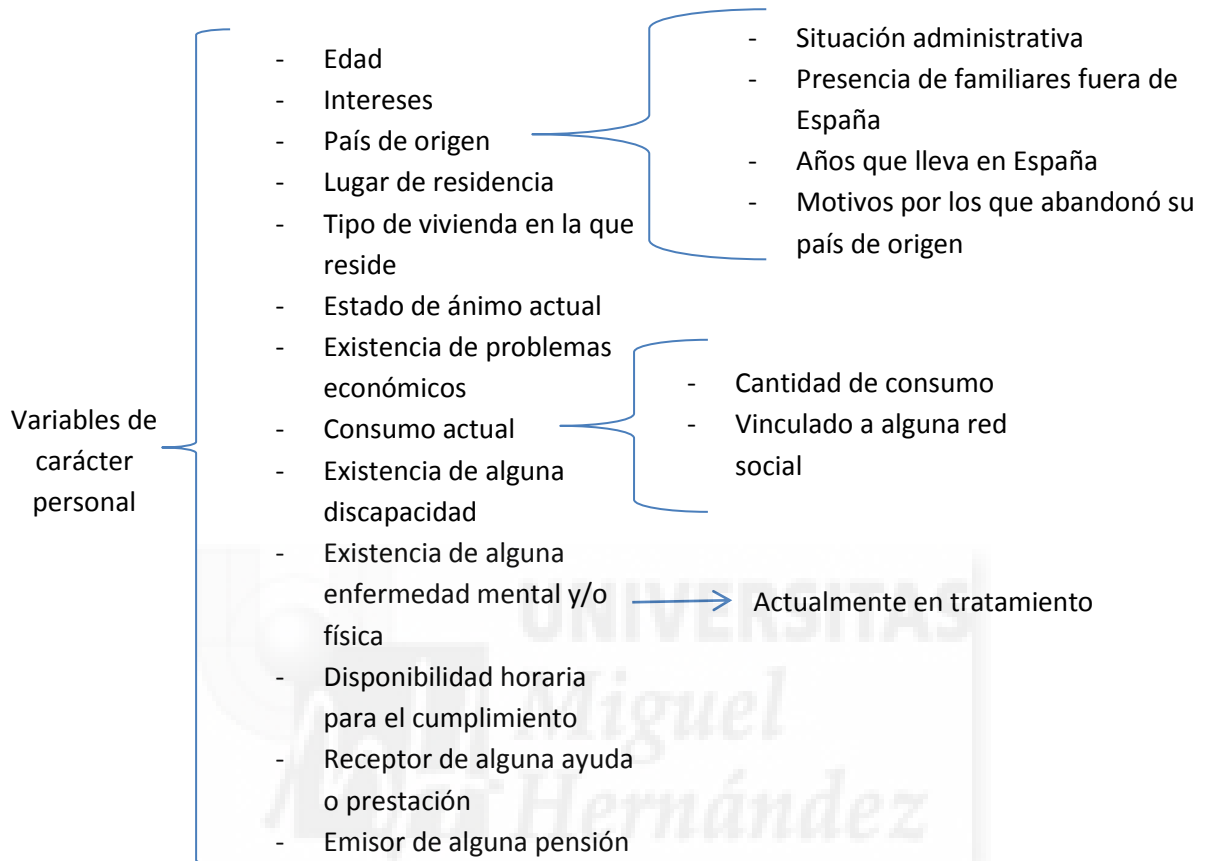 Variables de
carácter
personal
- Edad
- Intereses
- País de origen
- Lugar de residencia
- Tipo de vivienda en la que
reside
- Estado de ánimo actual
- Existencia de problemas
económicos
- Consumo actual
- Existencia de alguna
discapacidad
- Existencia de alguna
enfermedad mental y/o
física
- Disponibilidad horaria
para el cumplimiento
- Receptor de alguna ayuda
o prestación
- Emisor de alguna pensión
- Situación administrativa
- Presencia de familiares fuera de
España
- Años que lleva en España
- Motivos por los que abandonó su
país de origen
- Cantidad de consumo
- Vinculado a alguna red
social
Actualmente en tratamiento
UNIVERSITAS
Miguel
Hernández